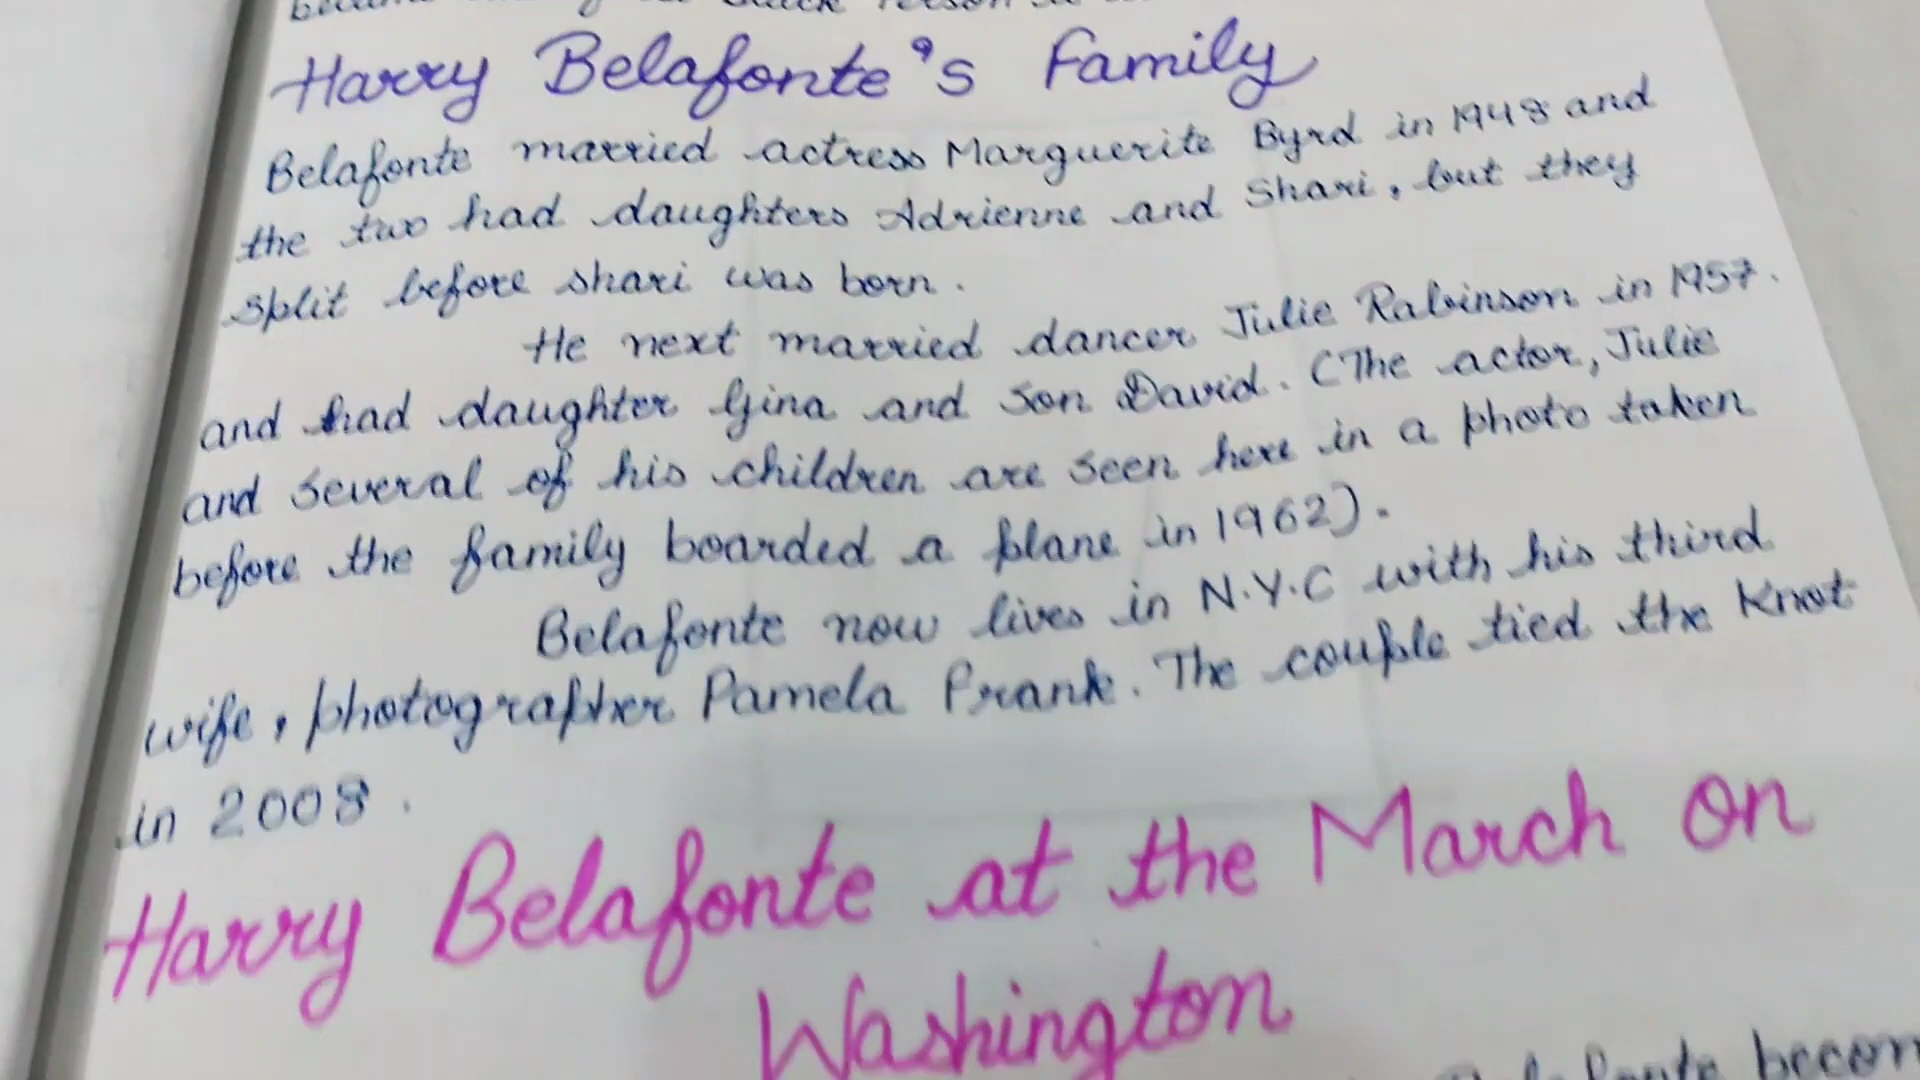 Black Person
Harry Belafonte's Family
Belafonte married actress Marguerite Byrd in 1948 and
the two had daughters Adrienne and Shari, but they
split before shari was born.
He next married dancer Julie Rabinson in 1957.
and had daughter Gina and Son David. (The actor, Julie
and several of his children are seen here in a photo taken
before the family boarded a plane in 1962).
Belafonte now lives in N.Y.C with his third
wife, photographer Pamela Frank. The couple tied the Knot
in 2008.
Harry Belafonte at the March on
Washington